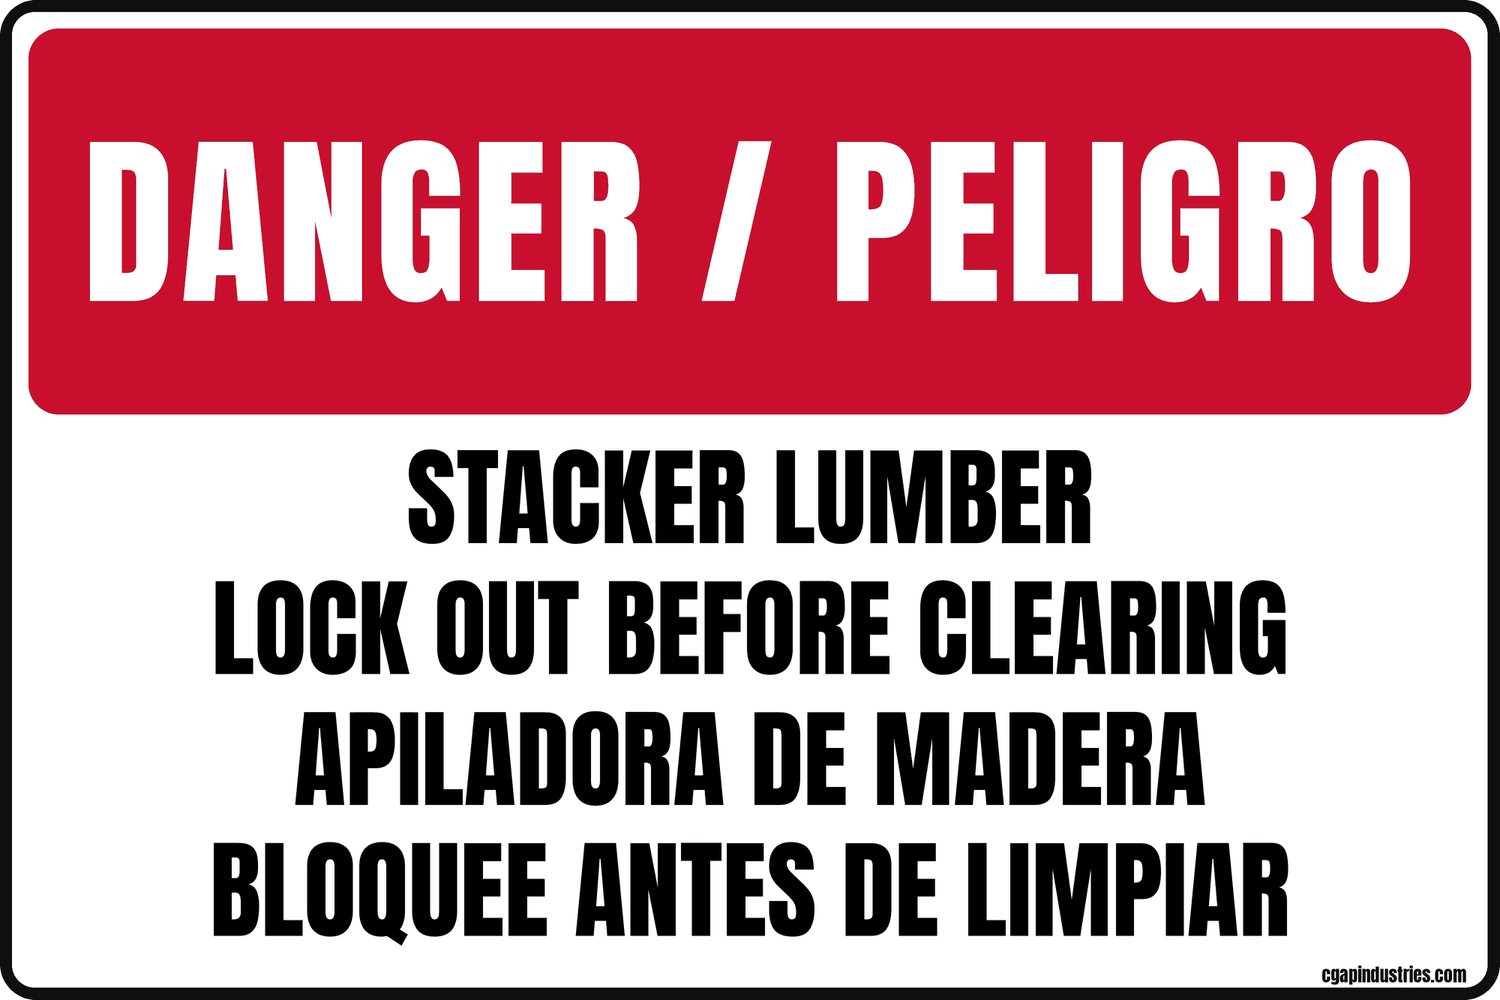 DANGER / PELIGRO
STACKER LUMBER
LOCK OUT BEFORE CLEARING
APILADORA DE MADERA
BLOQUEE ANTES DE LIMPIAR
cgapindustries.com